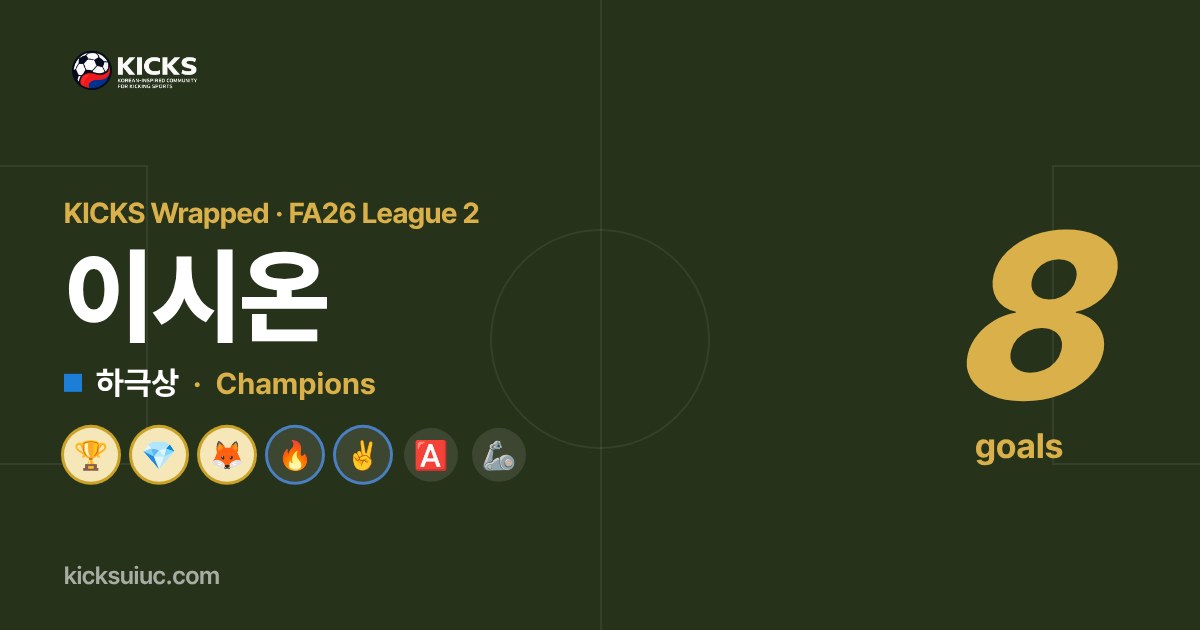 KICKS
KOREAN-INSPIRED COMMUNITY
FOR KICKING SPORTS
KICKS Wrapped · FA26 League 2
이시온
하극상 · Champions
🏆 💎 🦊 🔥 ✌️ 🅰️ 🦾
8
goals
kicksuiuc.com